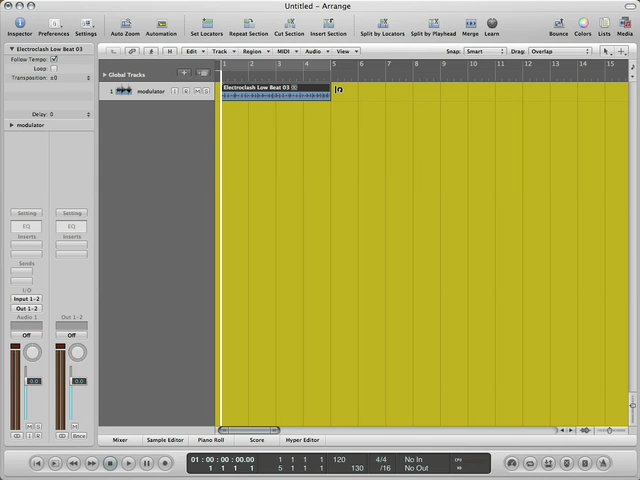 Untitled - Arrange
Inspector Preferences Settings Auto Zoom Automation Set Locators Repeat Section Cut Section Insert Section Split by Locators Split by Playhead Merge Learn Bounce Colors Lists Media
Electroclash Low Beat 03
Follow Tempo:
Loop:
Transposition: ±0
Delay: 0
modulator
H Edit Track Region MIDI Audio View Snap: Smart Drag: Overlap
Global Tracks
1 2 3 4 5 6 7 8 9 10 11 12 13 14 15
1 modulator I R M S
Electroclash Low Beat 03
Setting Setting
EQ EQ
Inserts Inserts
Sends
I/O
Input 1-2
Out 1-2
Audio 1 Out 1-2
Off Off
0.0 0.0
M S M
I R Bnce
Mixer Sample Editor Piano Roll Score Hyper Editor
01 : 00 : 00 : 00.00 1 1 1 1 120 4/4 No In CPU
1 1 1 1 5 1 1 1 130 /16 No Out HD